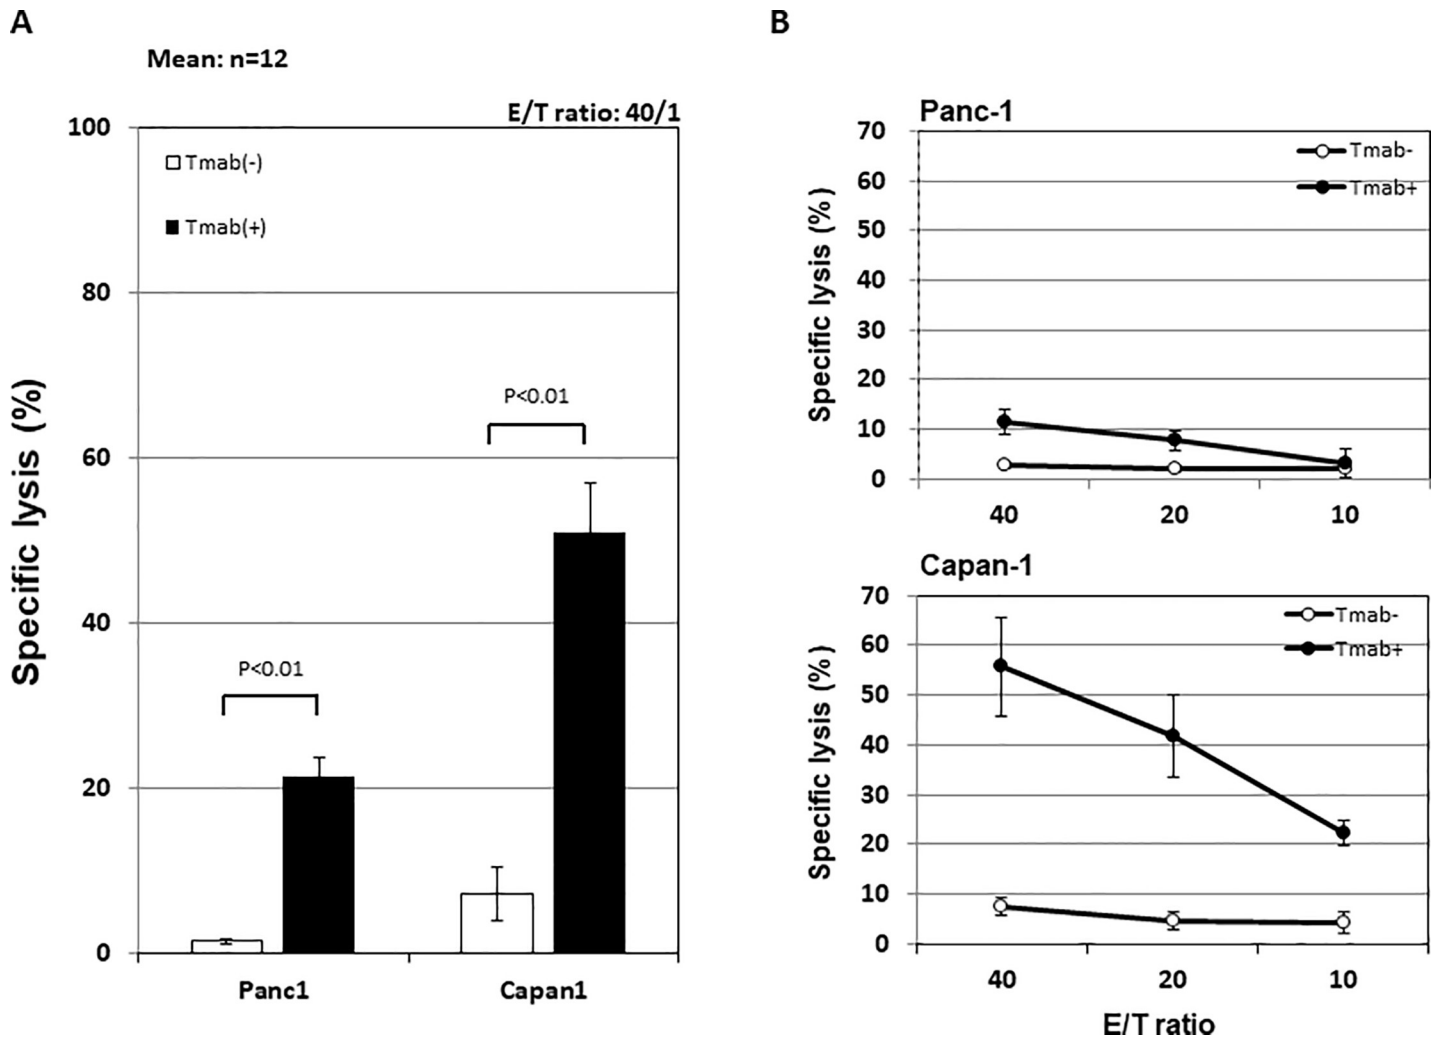 A
Mean: n=12
E/T ratio: 40/1
Specific lysis (%)
100
80
60
40
20
0
Tmab(-)
Tmab(+)
P<0.01
P<0.01
Panc1
Capan1
B
Panc-1
Specific lysis (%)
70
60
50
40
30
20
10
0
Tmab-
Tmab+
40
20
10
Capan-1
Specific lysis (%)
70
60
50
40
30
20
10
0
Tmab-
Tmab+
40
20
10
E/T ratio